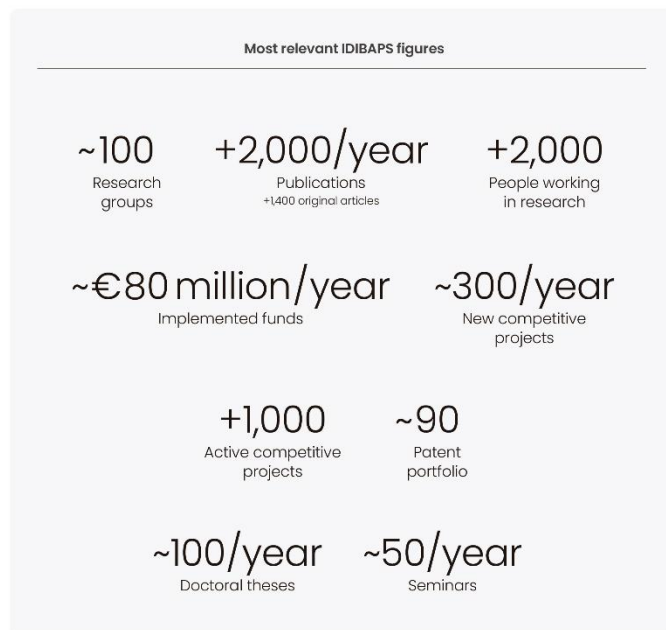 Most relevant IDIBAPS figures
~100
Research
groups
+2,000/year
Publications
+1,400 original articles
+2,000
People working
in research
~€80 million/year
Implemented funds
~300/year
New competitive
projects
+1,000
Active competitive
projects
~90
Patent
portfolio
~100/year
Doctoral theses
~50/year
Seminars